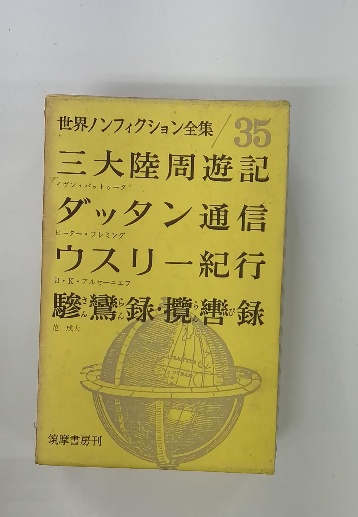 世界ノンフィクション全集/35
三大陸周遊記
イヴン・バットゥータ
ダッタン通信
ピーター・フレミング
ウスリー紀行
B・K・アルセーニエフ
驂鸞録・攬轡録
范 成大
筑摩書房刊